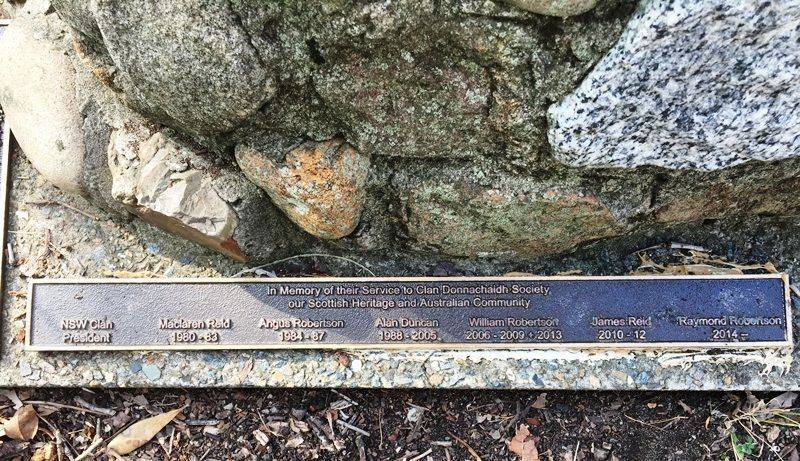 In Memory of their Service to Clan Donnachaidh Society,
our Scottish Heritage and Australian Community
NSW Clan Maclaren Reid Angus Robertson Alan Duncan William Robertson James Reid Raymond Robertson
President 1980 - 83 1984 - 87 1988 - 2005 2006 - 2009 + 2013 2010 - 12 2014 –